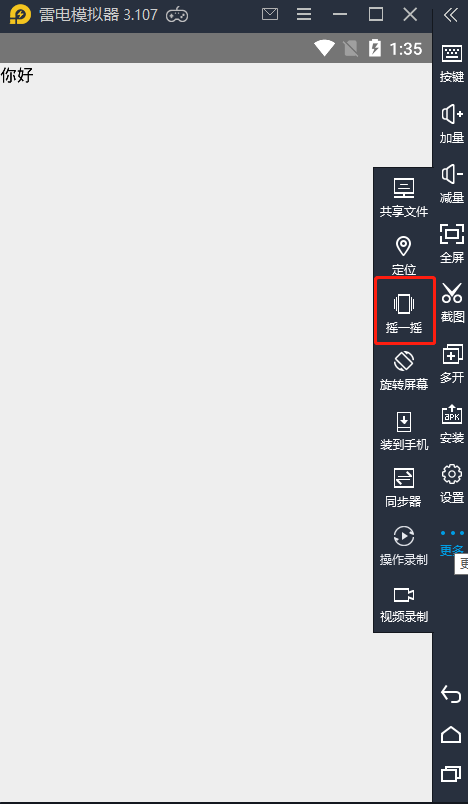 雷电模拟器 3.107
1:35
你好
按键
加量
减量
全屏
截图
多开
安装
设置
更多
共享文件
定位
摇一摇
旋转屏幕
装到手机
同步器
操作录制
视频录制
APK
更